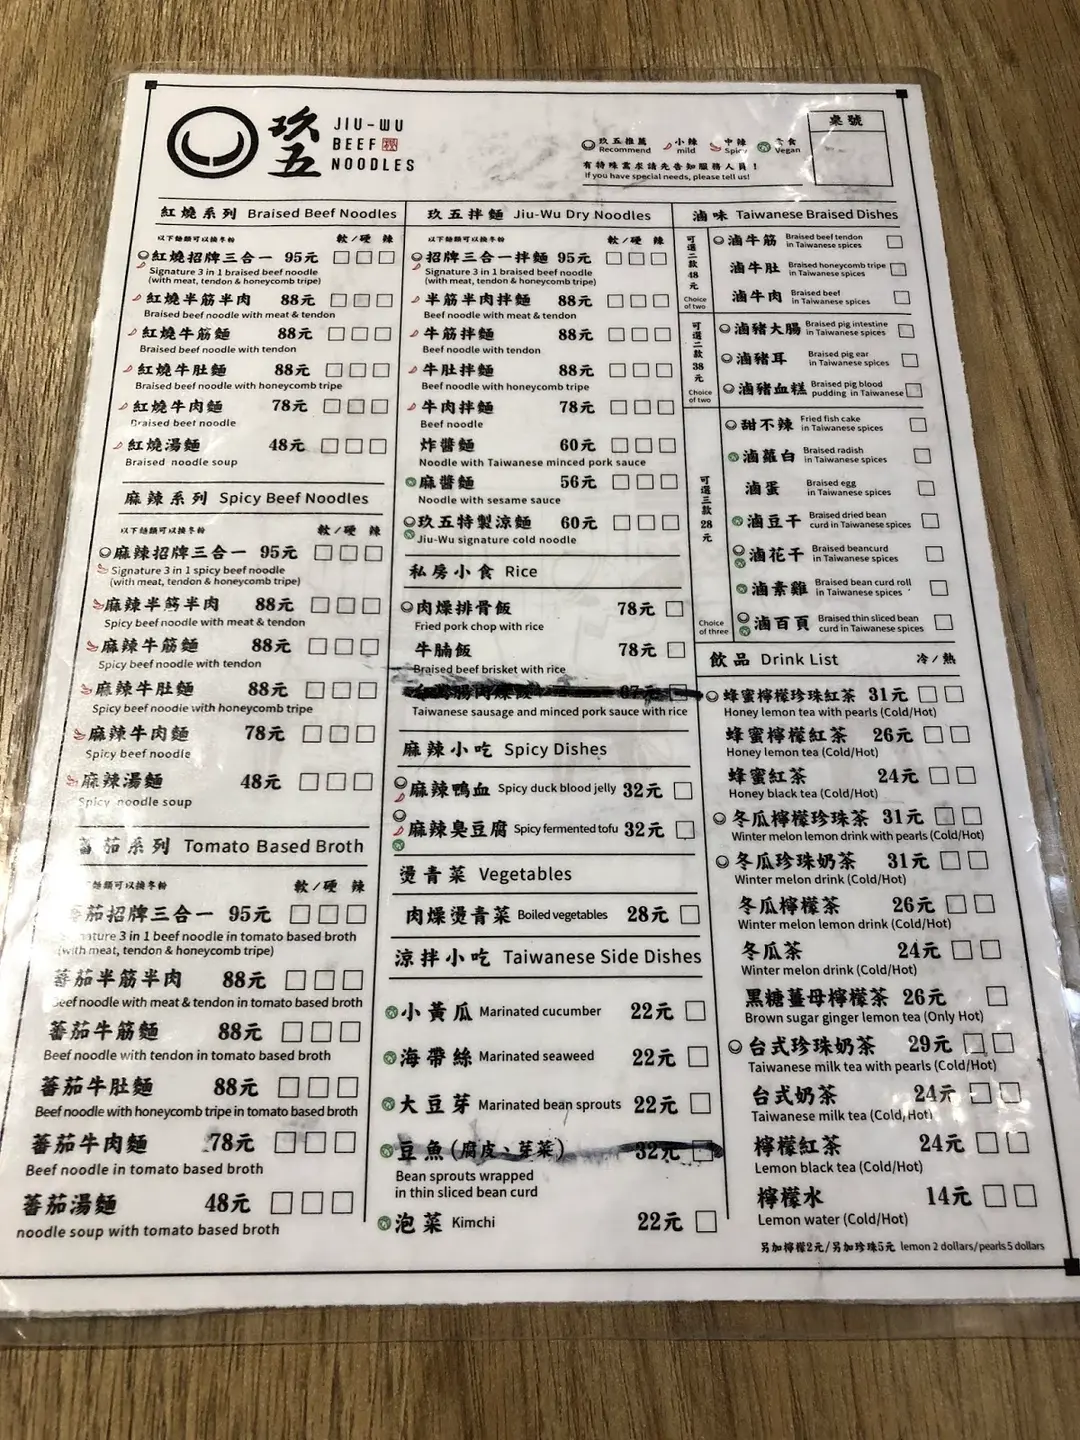 玖五
JIU-WU
BEEF
NOODLES
玖五推薦 小辣 中辣 食
Recommend mild Spicy Vegan
有特殊需求請先告知服務人員!
If you have special needs, please tell us!
桌號
紅燒系列 Braised Beef Noodles
以下麵類可以換冬粉 軟/硬 辣
紅燒招牌三合一 95元
Signature 3 in 1 braised beef noodle
(with meat, tendon & honeycomb tripe)
紅燒半筋半肉 88元
Braised beef noodle with meat & tendon
紅燒牛筋麵 88元
Braised beef noodle with tendon
紅燒牛肚麵 88元
Braised beef noodle with honeycomb tripe
紅燒牛肉麵 78元
Braised beef noodle
紅燒湯麵 48元
Braised noodle soup
麻辣系列 Spicy Beef Noodles
以下麵類可以換冬粉 軟/硬 辣
麻辣招牌三合一 95元
Signature 3 in 1 spicy beef noodle
(with meat, tendon & honeycomb tripe)
麻辣半筋半肉 88元
Spicy beef noodle with meat & tendon
麻辣牛筋麵 88元
Spicy beef noodle with tendon
麻辣牛肚麵 88元
Spicy beef noodle with honeycomb tripe
麻辣牛肉麵 78元
Spicy beef noodle
麻辣湯麵 48元
Spicy noodle soup
蕃茄系列 Tomato Based Broth
麵類可以換冬粉 軟/硬 辣
蕃茄招牌三合一 95元
Signature 3 in 1 beef noodle in tomato based broth
(with meat, tendon & honeycomb tripe)
蕃茄半筋半肉 88元
Beef noodle with meat & tendon in tomato based broth
蕃茄牛筋麵 88元
Beef noodle with tendon in tomato based broth
蕃茄牛肚麵 88元
Beef noodle with honeycomb tripe in tomato based broth
蕃茄牛肉麵 78元
Beef noodle in tomato based broth
蕃茄湯麵 48元
noodle soup with tomato based broth
玖五拌麵 Jiu-Wu Dry Noodles
以下麵類可以換冬粉 軟/硬 辣
招牌三合一拌麵 95元
Signature 3 in 1 braised beef noodle
(with meat, tendon & honeycomb tripe)
半筋半肉拌麵 88元
Beef noodle with meat & tendon
牛筋拌麵 88元
Beef noodle with tendon
牛肚拌麵 88元
Beef noodle with honeycomb tripe
牛肉拌麵 78元
Beef noodle
炸醬麵 60元
Noodle with Taiwanese minced pork sauce
麻醬麵 56元
Noodle with sesame sauce
玖五特製涼麵 60元
Jiu-Wu signature cold noodle
私房小食 Rice
肉燥排骨飯 78元
Fried pork chop with rice
牛腩飯 78元
Braised beef brisket with rice
67元
Taiwanese sausage and minced pork sauce with rice
麻辣小吃 Spicy Dishes
麻辣鴨血 Spicy duck blood jelly 32元
麻辣臭豆腐 Spicy fermented tofu 32元
燙青菜 Vegetables
肉燥燙青菜 Boiled vegetables 28元
涼拌小吃 Taiwanese Side Dishes
小黃瓜 Marinated cucumber 22元
海帶絲 Marinated seaweed 22元
大豆芽 Marinated bean sprouts 22元
豆魚(腐皮、芽菜) 32元
Bean sprouts wrapped
in thin sliced bean curd
泡菜 Kimchi 22元
滷味 Taiwanese Braised Dishes
可選二款48元
Choice
of two
滷牛筋 Braised beef tendon
in Taiwanese spices
滷牛肚 Braised honeycomb tripe
in Taiwanese spices
滷牛肉 Braised beef
in Taiwanese spices
可選二款38元
Choice
of two
滷豬大腸 Braised pig intestine
in Taiwanese spices
滷豬耳 Braised pig ear
in Taiwanese spices
滷豬血糕 Braised pig blood
pudding in Taiwanese
可選三款28元
Choice
of three
甜不辣 Fried fish cake
in Taiwanese spices
滷蘿白 Braised radish
in Taiwanese spices
滷蛋 Braised egg
in Taiwanese spices
滷豆干 Braised dried bean
curd in Taiwanese spices
滷花干 Braised beancurd
in Taiwanese spices
滷素雞 Braised bean curd roll
in Taiwanese spices
滷百頁 Braised thin sliced bean
curd in Taiwanese spices
飲品 Drink List 冷/熱
蜂蜜檸檬珍珠紅茶 31元
Honey lemon tea with pearls (Cold/Hot)
蜂蜜檸檬紅茶 26元
Honey lemon tea (Cold/Hot)
蜂蜜紅茶 24元
Honey black tea (Cold/Hot)
冬瓜檸檬珍珠茶 31元
Winter melon lemon drink with pearls (Cold/Hot)
冬瓜珍珠奶茶 31元
Winter melon drink (Cold/Hot)
冬瓜檸檬茶 26元
Winter melon lemon drink (Cold/Hot)
冬瓜茶 24元
Winter melon drink (Cold/Hot)
黑糖薑母檸檬茶 26元
Brown sugar ginger lemon tea (Only Hot)
台式珍珠奶茶 29元
Taiwanese milk tea with pearls (Cold/Hot)
台式奶茶 24元
Taiwanese milk tea (Cold/Hot)
檸檬紅茶 24元
Lemon black tea (Cold/Hot)
檸檬水 14元
Lemon water (Cold/Hot)
另加檸檬2元/另加珍珠5元 lemon 2 dollars/pearls 5 dollars